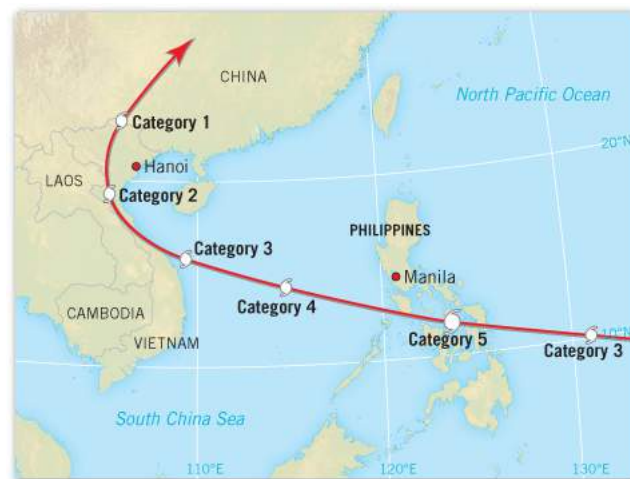 CHINA
North Pacific Ocean
Category 1
20°N
Hanoi
LAOS
Category 2
PHILIPPINES
Category 3
Manila
Category 4
CAMBODIA
Category 5
10°N
VIETNAM
Category 3
South China Sea
110°E
120°E
130°E